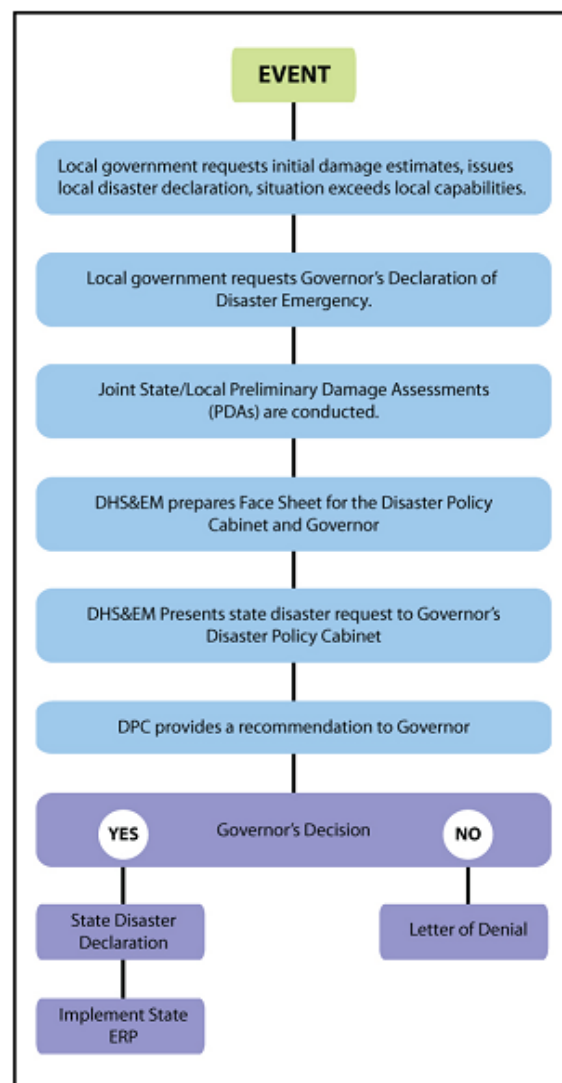 EVENT
Local government requests initial damage estimates, issues
local disaster declaration, situation exceeds local capabilities.
Local government requests Governor's Declaration of
Disaster Emergency.
Joint State/Local Preliminary Damage Assessments
(PDAs) are conducted.
DHS&EM prepares Face Sheet for the Disaster Policy
Cabinet and Governor
DHS&EM Presents state disaster request to Governor's
Disaster Policy Cabinet
DPC provides a recommendation to Governor
YES
Governor's Decision
NO
State Disaster
Declaration
Letter of Denial
Implement State
ERP